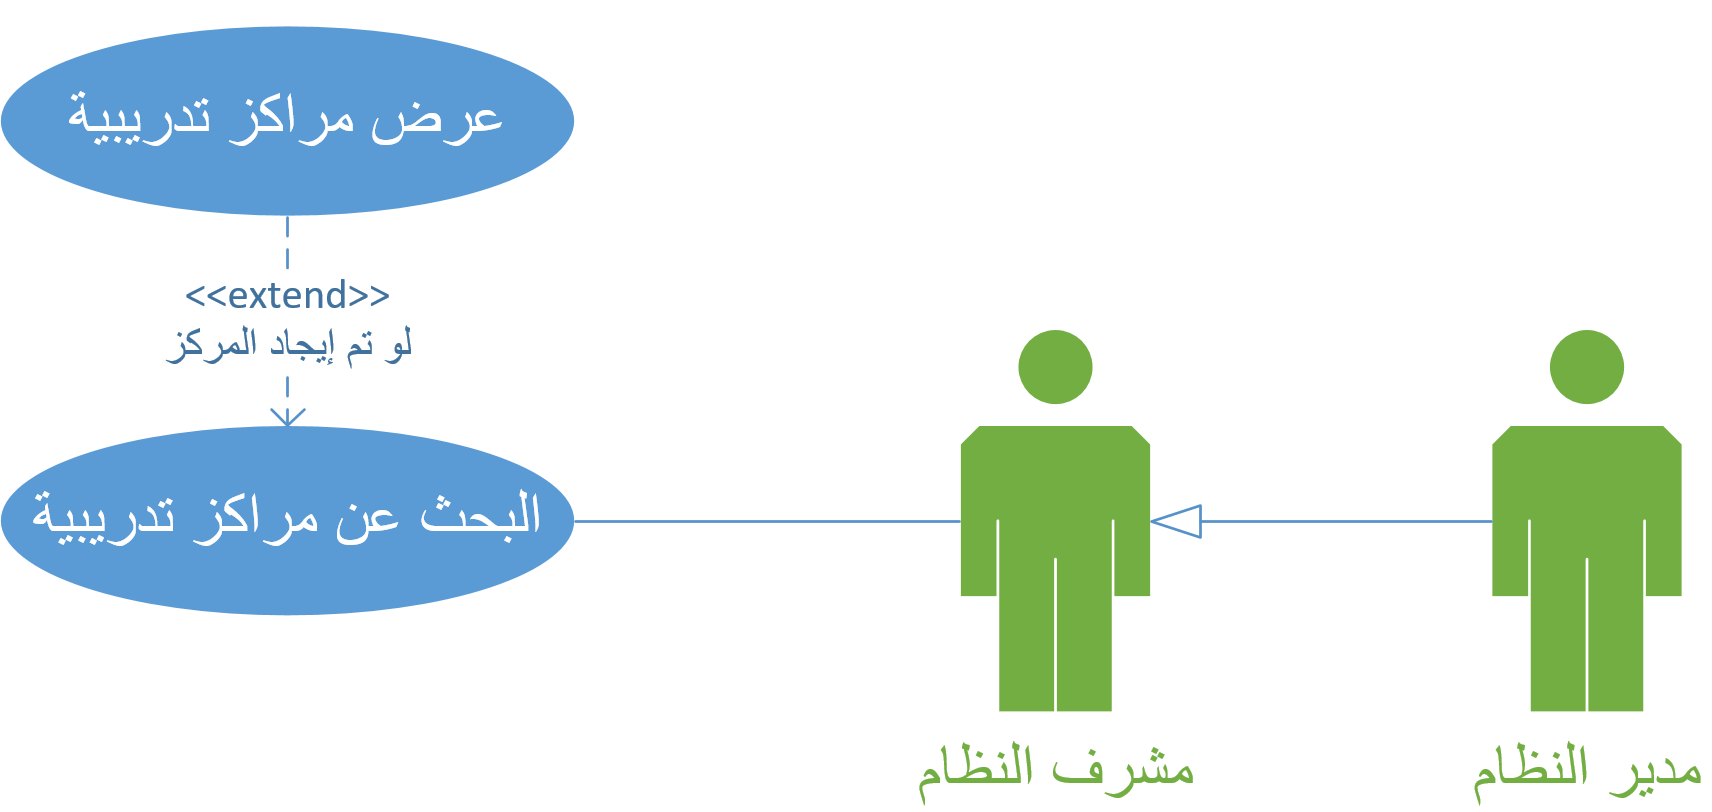 عرض مراكز تدريبية
<<extend>>
لو تم إيجاد المركز
البحث عن مراكز تدريبية
مشرف النظام
مدير النظام